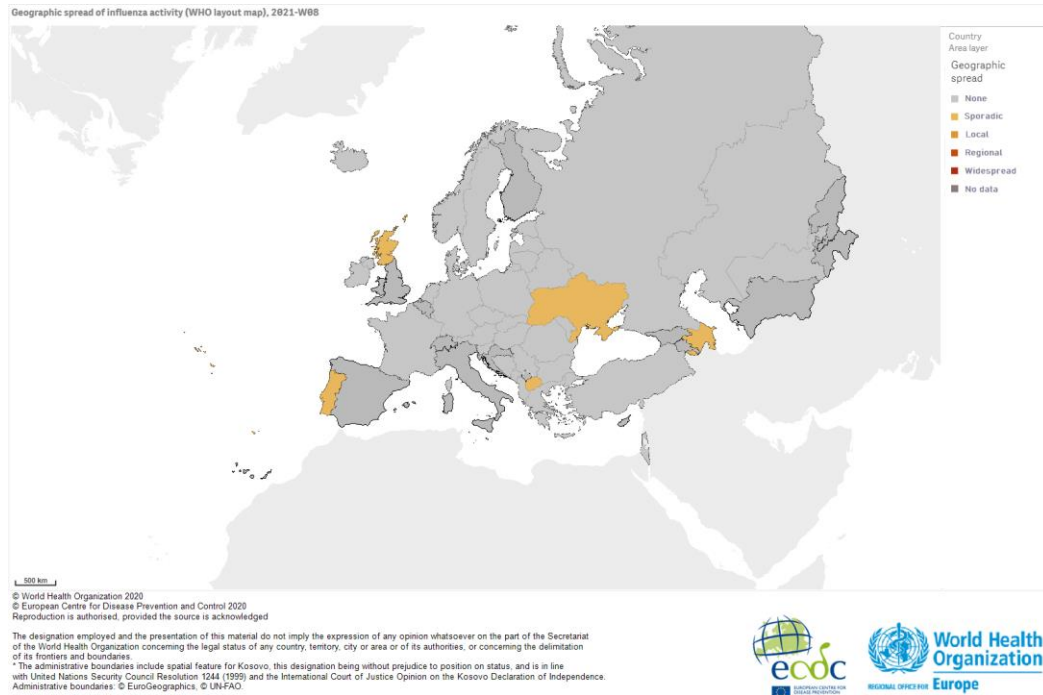 Geographic spread of influenza activity (WHO layout map), 2021-W08
Country
Area layer
Geographic
spread
None
Sporadic
Local
Regional
Widespread
No data
500 km
© World Health Organization 2020
© European Centre for Disease Prevention and Control 2020
Reproduction is authorised, provided the source is acknowledged
The designation employed and the presentation of this material do not imply the expression of any opinion whatsoever on the part of the Secretariat
of the World Health Organization concerning the legal status of any country, territory, city or area or of its authorities, or concerning the delimitation
of its frontiers and boundaries.
* The administrative boundaries include spatial feature for Kosovo, this designation being without prejudice to position on status, and is in line
with United Nations Security Council Resolution 1244 (1999) and the International Court of Justice Opinion on the Kosovo Declaration of Independence.
Administrative boundaries: © EuroGeographics, © UN-FAO.
ecdc
EUROPEAN CENTRE FOR
DISEASE PREVENTION
AND CONTROL
World Health
Organization
REGIONAL OFFICE FOR Europe